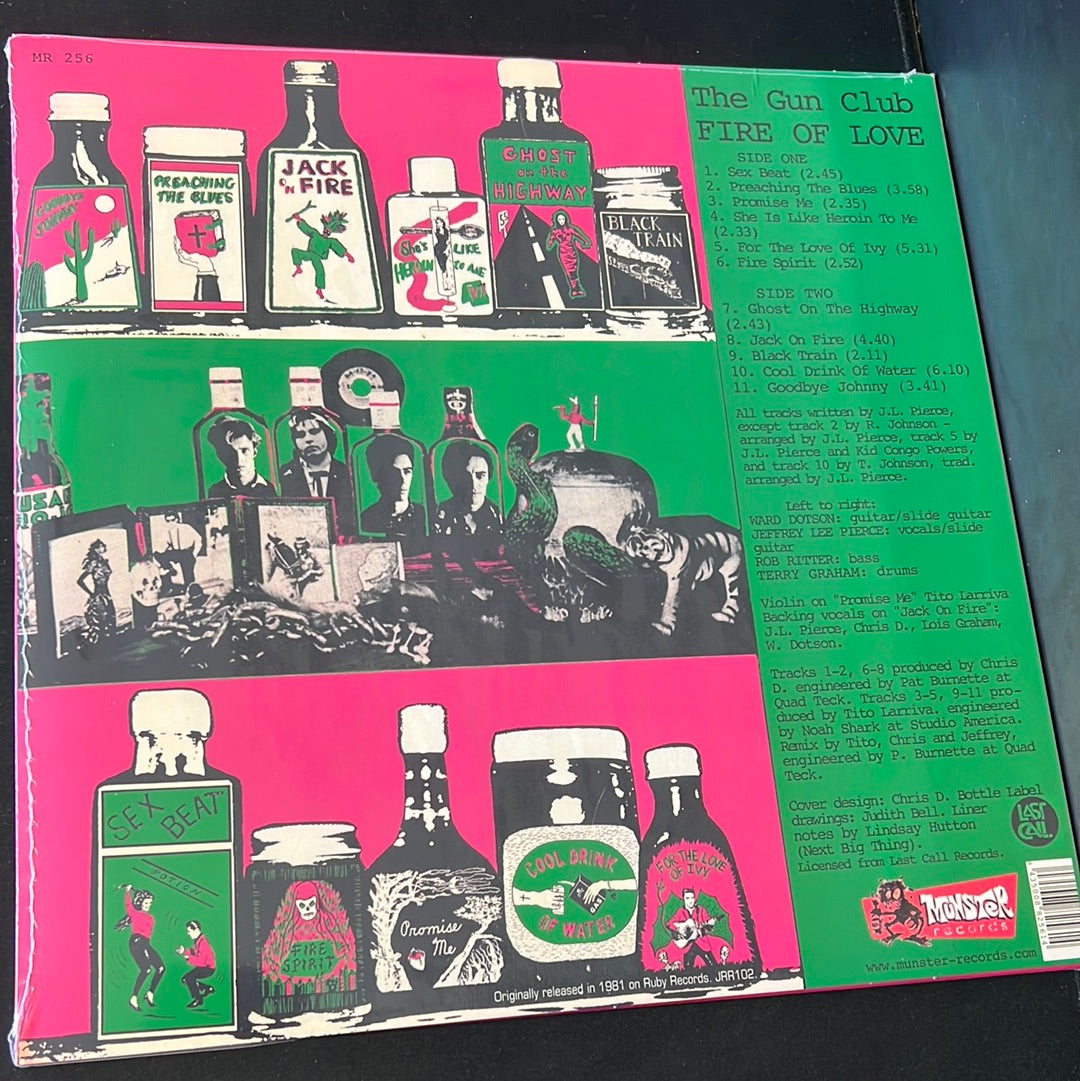 MR 256
GOODBYE
JOHNNY
PREACHING
THE BLUES
JACK
'N FIRE
She's
LIKE
HEROIN
to ME
GHOST
on the
HIGHWAY
BLACK
TRAIN
SEX
BEAT
POTION
FIRE
SPIRIT
Promise
Me
COOL DRINK
OF WATER
FOR THE LOVE
OF IVY
Originally released in 1981 on Ruby Records. JRR102.
The Gun Club
FIRE OF LOVE
SIDE ONE
1. Sex Beat (2.45)
2. Preaching The Blues (3.58)
3. Promise Me (2.35)
4. She Is Like Heroin To Me
(2.33)
5. For The Love Of Ivy (5.31)
6. Fire Spirit (2.52)
SIDE TWO
7. Ghost On The Highway
(2.43)
8. Jack On Fire (4.40)
9. Black Train (2.11)
10. Cool Drink Of Water (6.10)
11. Goodbye Johnny (3.41)
All tracks written by J.L. Pierce,
except track 2 by R. Johnson -
arranged by J.L. Pierce, track 5 by
J.L. Pierce and Kid Congo Powers,
and track 10 by T. Johnson, trad.
arranged by J.L. Pierce.
Left to right:
WARD DOTSON: guitar/slide guitar
JEFFREY LEE PIERCE: vocals/slide
guitar
ROB RITTER: bass
TERRY GRAHAM: drums
Violin on "Promise Me" Tito Larriva
Backing vocals on "Jack On Fire":
J.L. Pierce, Chris D., Lois Graham,
W. Dotson.
Tracks 1-2, 6-8 produced by Chris
D. engineered by Pat Burnette at
Quad Teck. Tracks 3-5, 9-11 pro-
duced by Tito Larriva. engineered
by Noah Shark at Studio America.
Remix by Tito, Chris and Jeffrey,
engineered by P. Burnette at Quad
Teck.
Cover design: Chris D. Bottle Label
drawings: Judith Bell. Liner
notes by Lindsay Hutton
(Next Big Thing).
Licensed from Last Call Records.
LAST
CALL
MUNSTER
records
www.munster-records.com